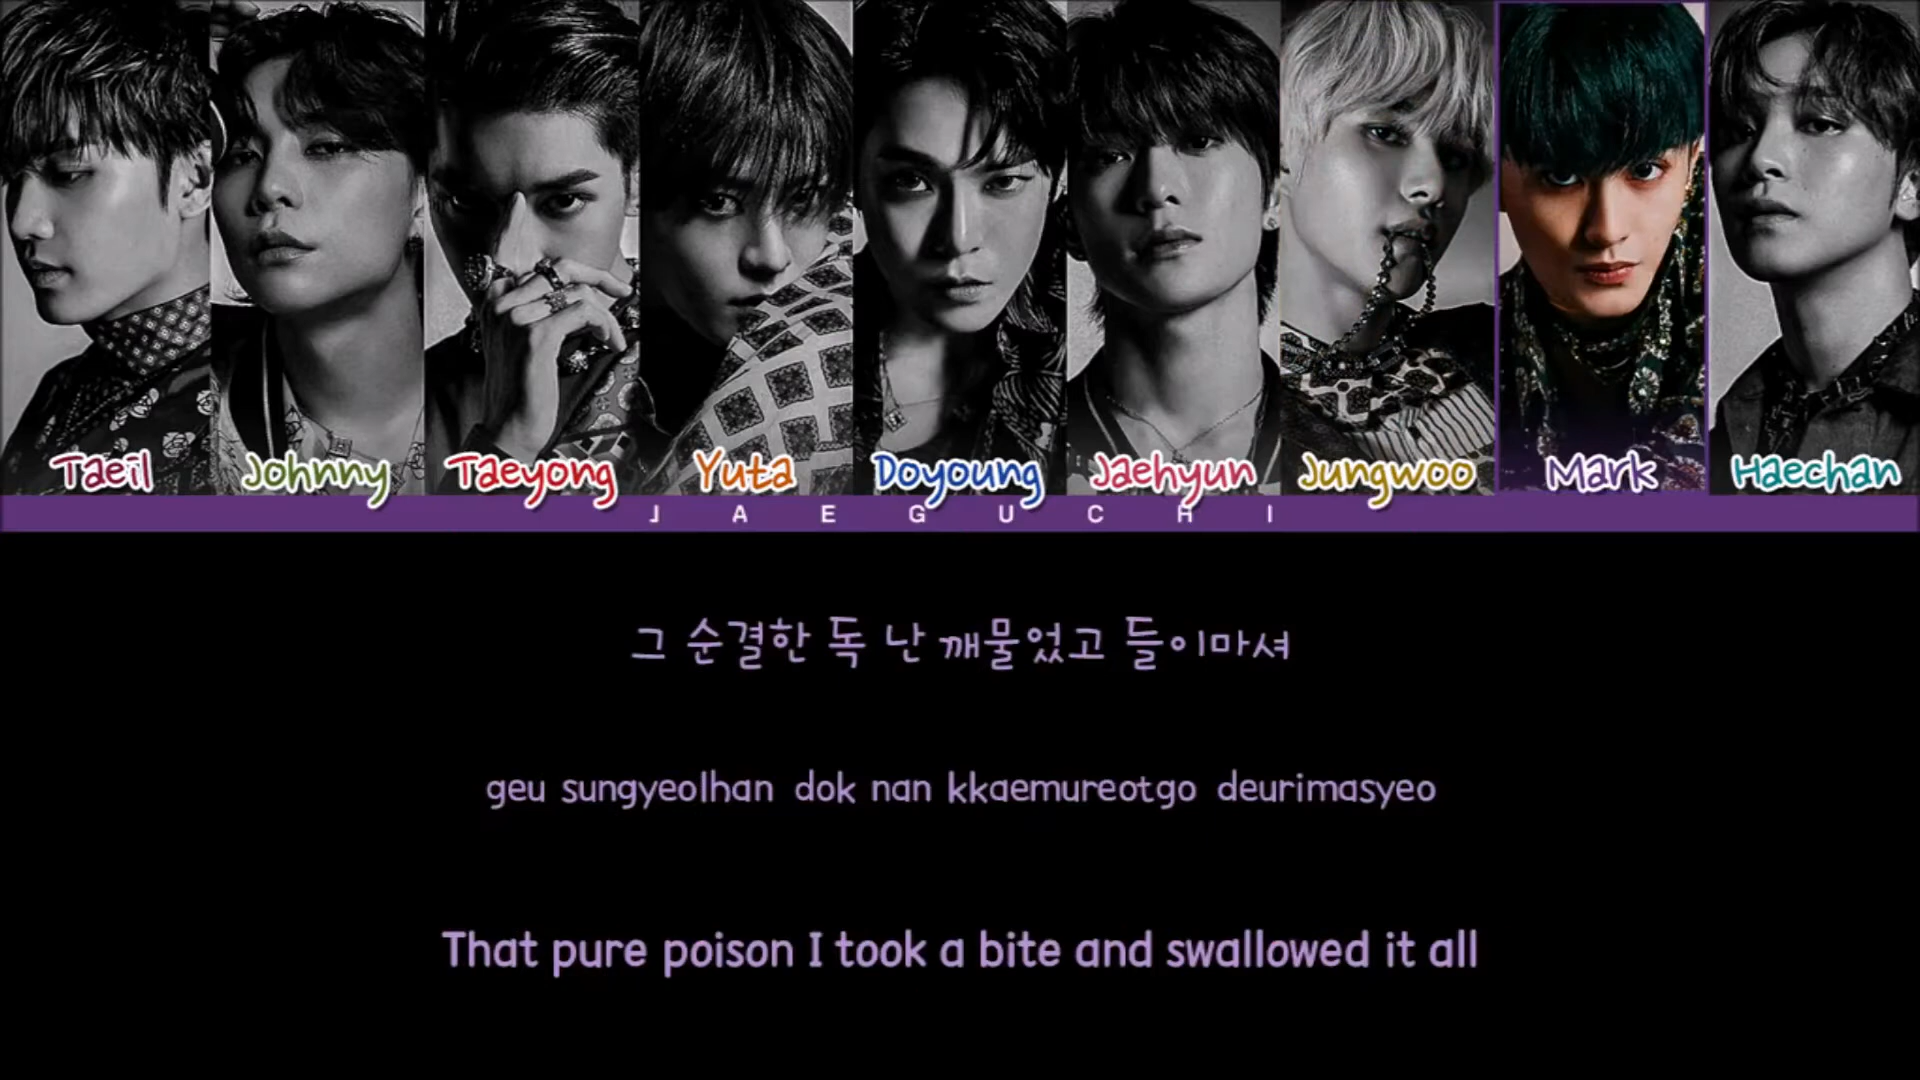 Taeil Johnny Taeyong Yuta Doyoung Jaehyun Jungwoo Mark Haechan
JAEGUCHI
그 순결한 독 난 깨물었고 들이마셔
geu sungyeolhan dok nan kkaemureotgo deurimasyeo
That pure poison I took a bite and swallowed it all